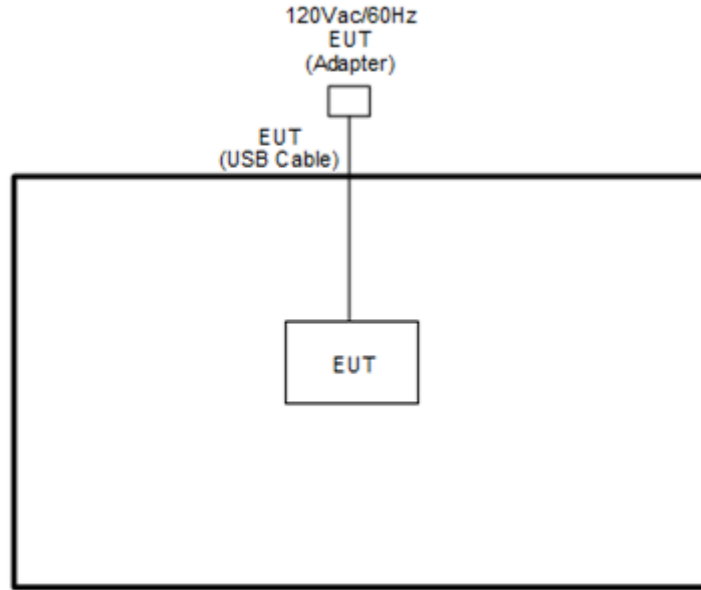 120Vac/60Hz
EUT
(Adapter)
EUT
(USB Cable)
EUT